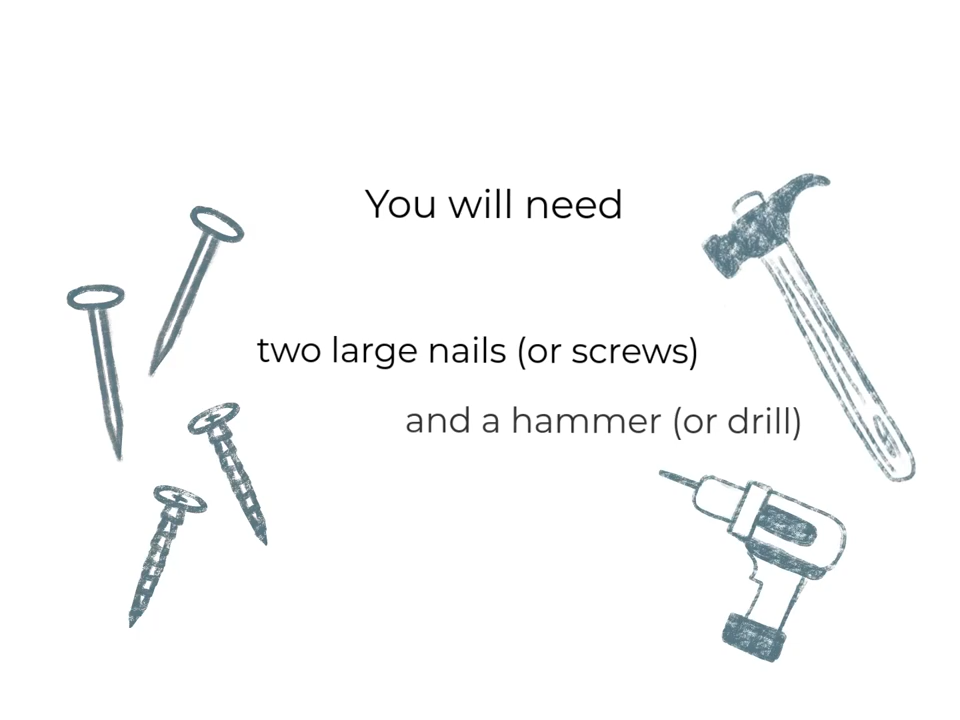 You will need
two large nails (or screws)
and a hammer (or drill)